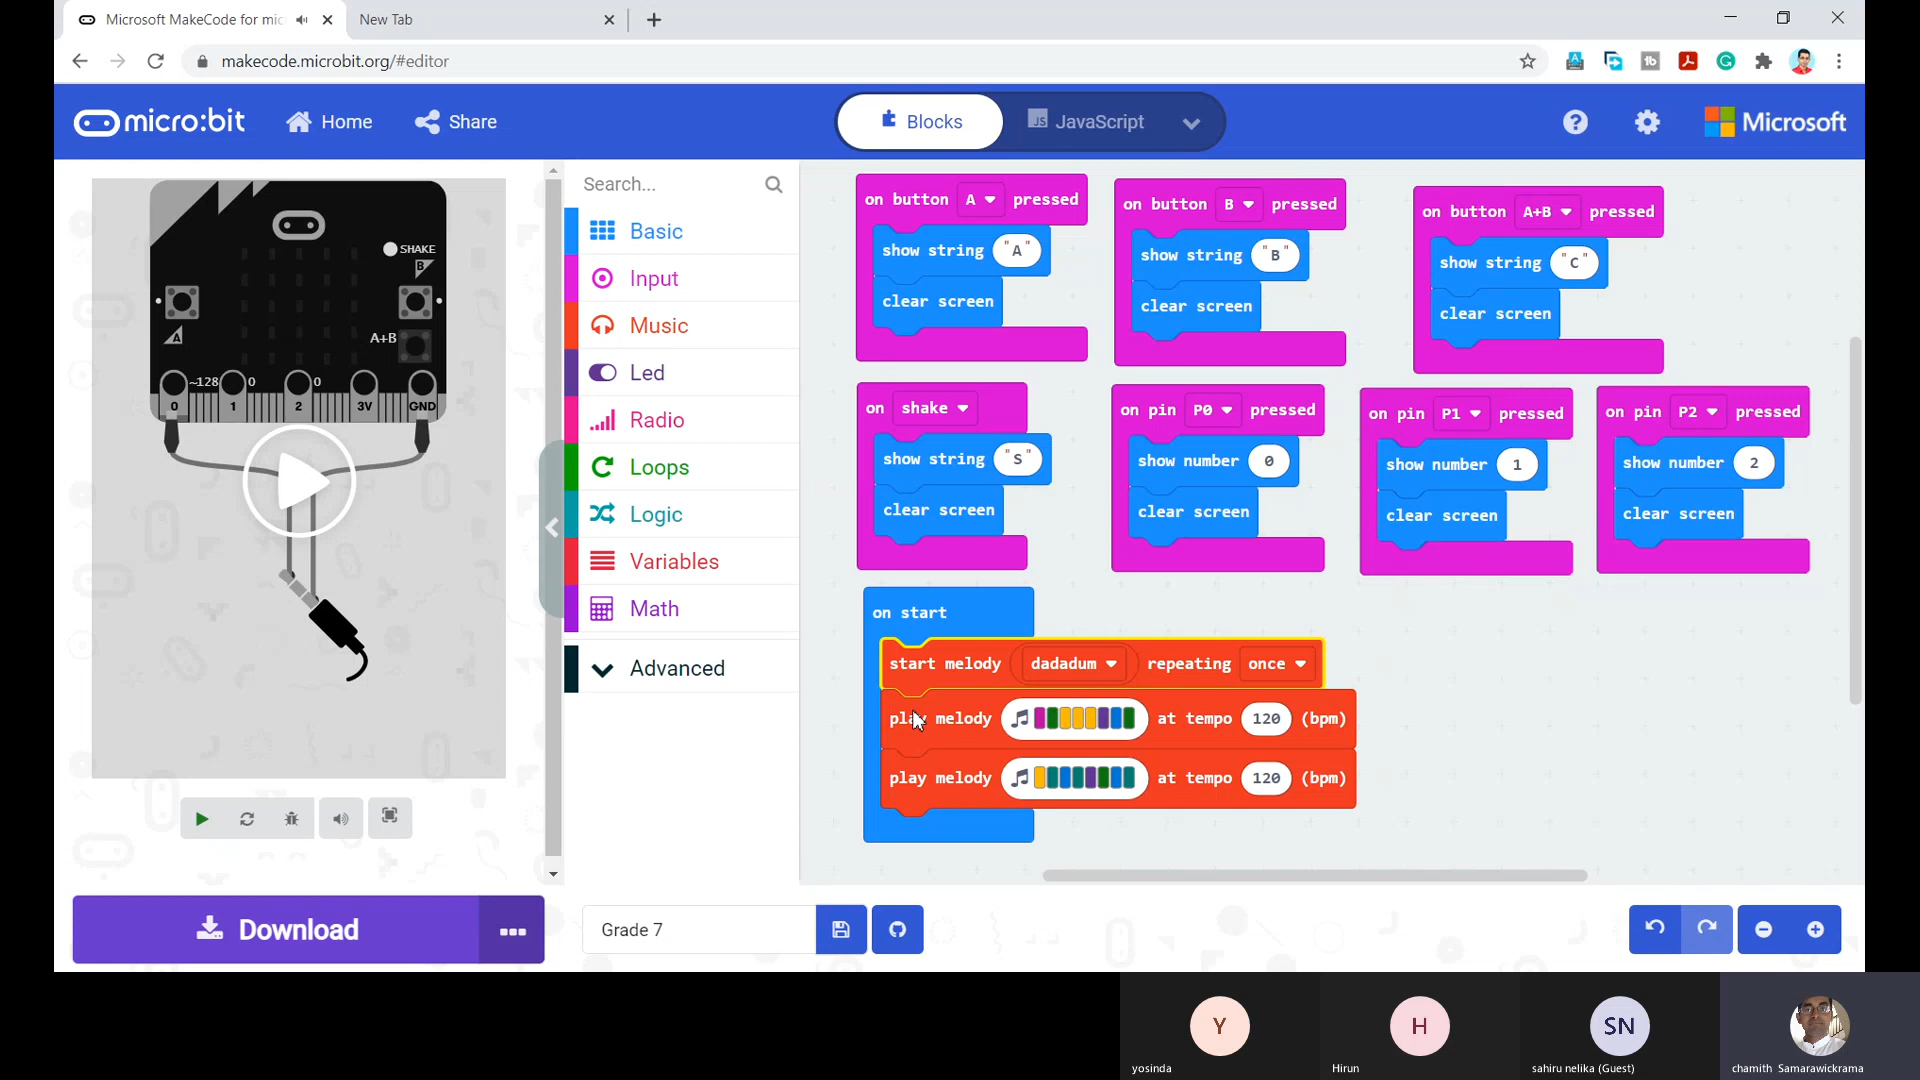 Microsoft MakeCode for mic
New Tab
makecode.microbit.org/#editor
micro:bit
Home
Share
Blocks
JS JavaScript
Microsoft
Search...
Basic
Input
Music
Led
Radio
Loops
Logic
Variables
Math
Advanced
SHAKE
B
A
A+B
~128 0 0
0 1 2 3V GND
on button A pressed
show string "A"
clear screen
on button B pressed
show string "B"
clear screen
on button A+B pressed
show string "C"
clear screen
on shake
show string "S"
clear screen
on pin P0 pressed
show number 0
clear screen
on pin P1 pressed
show number 1
clear screen
on pin P2 pressed
show number 2
clear screen
on start
start melody dadadum repeating once
play melody at tempo 120 (bpm)
play melody at tempo 120 (bpm)
Download
Grade 7
Y
H
SN
yosinda
Hirun
sahiru nelika (Guest)
chamith Samarawickrama